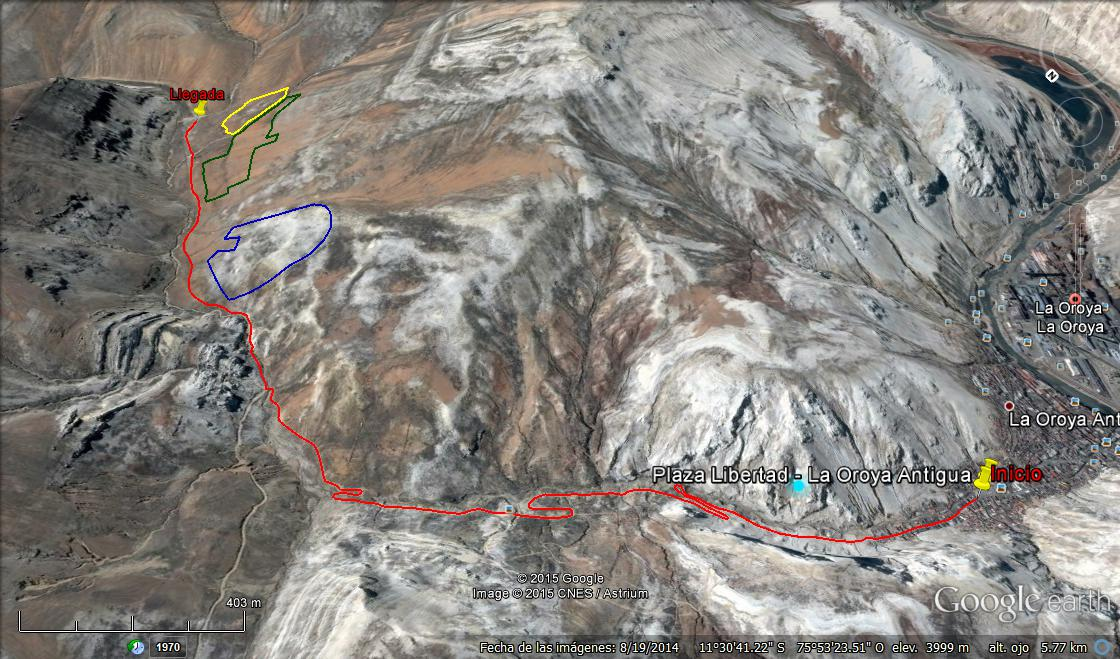 Llegada
N
La Oroya
La Oroya
La Oroya Ant
Plaza Libertad - La Oroya Antigua
Inicio
© 2015 Google
Image © 2015 CNES / Astrium
Google earth
403 m
1970
Fecha de las imágenes: 8/19/2014 11°30'41.22" S 75°53'23.51" O elev. 3999 m alt. ojo 5.77 km